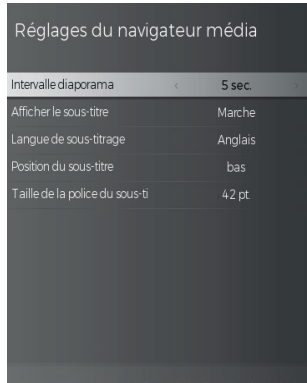 Réglages du navigateur média
Intervalle diaporama < 5 sec. >
Afficher le sous-titre Marche
Langue de sous-titrage Anglais
Position du sous-titre bas
Taille de la police du sous-ti 42 pt.